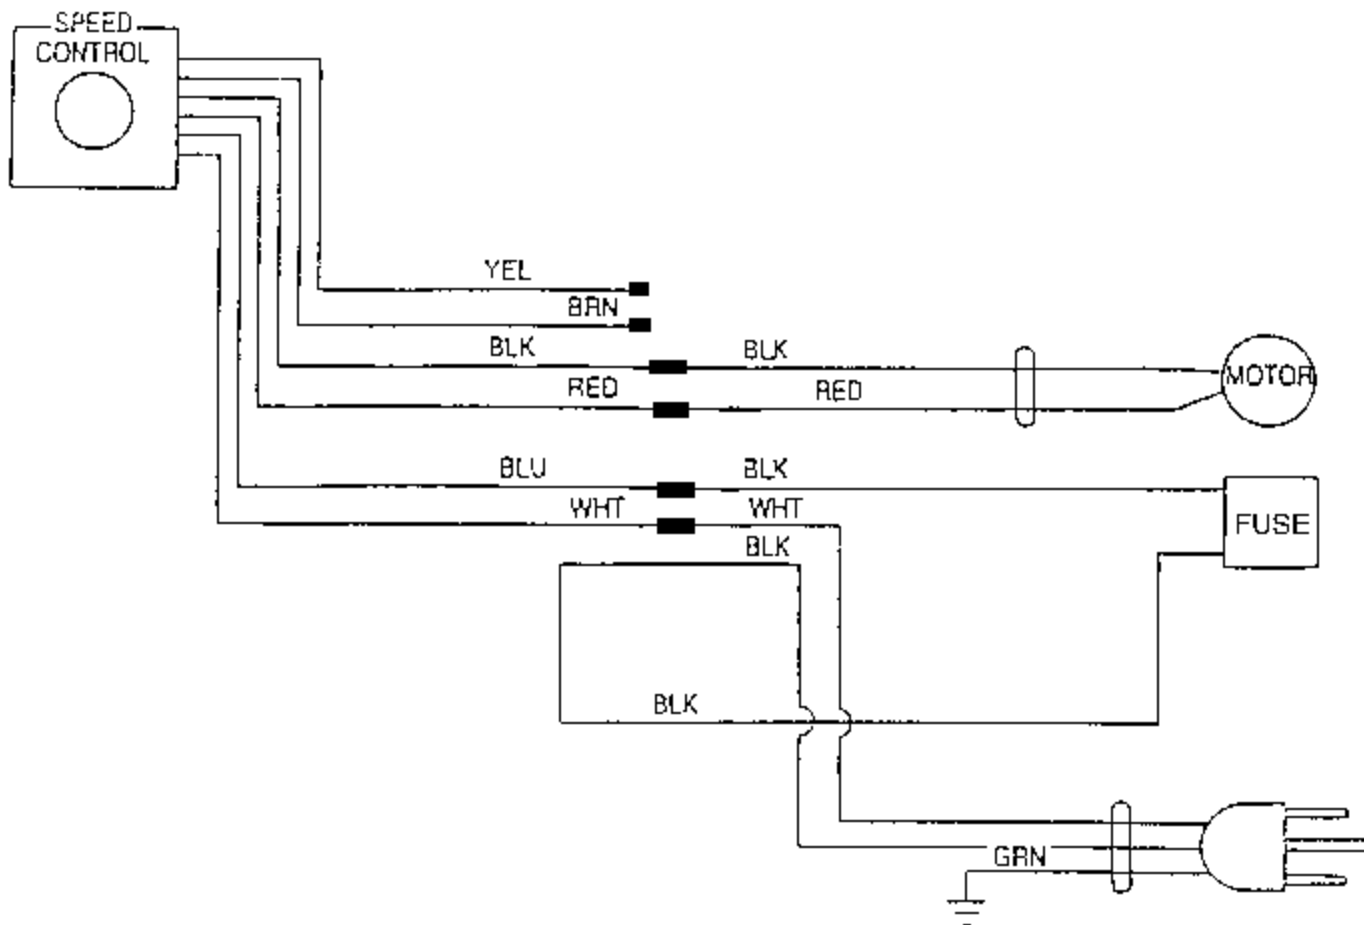 SPEED
CONTROL
YEL
BRN
BLK
BLK
MOTOR
RED
RED
BLU
BLK
WHT
WHT
FUSE
BLK
BLK
GRN